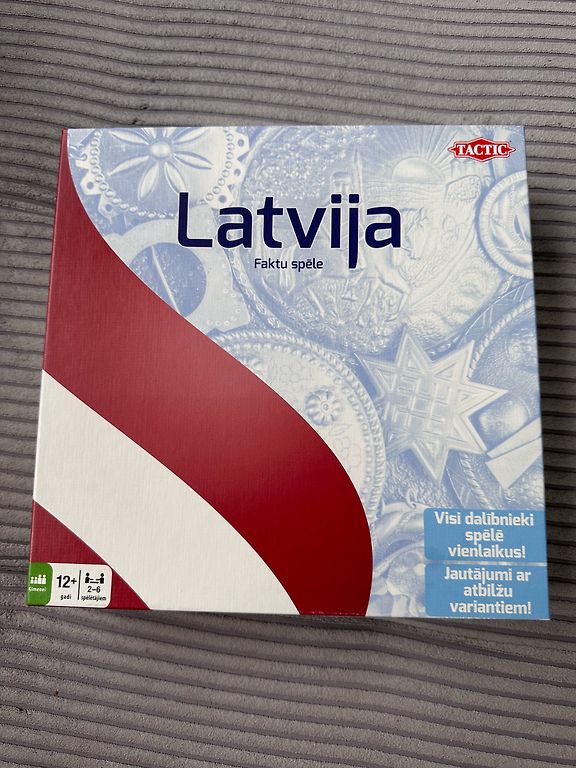 TACTIC
Latvija
Faktu spēle
Visi dalībnieki
spēlē
vienlaikus!
Jautājumi ar
atbilžu
variantiem!
Ģimenei
12+
gadi
2–6
spēlētājiem